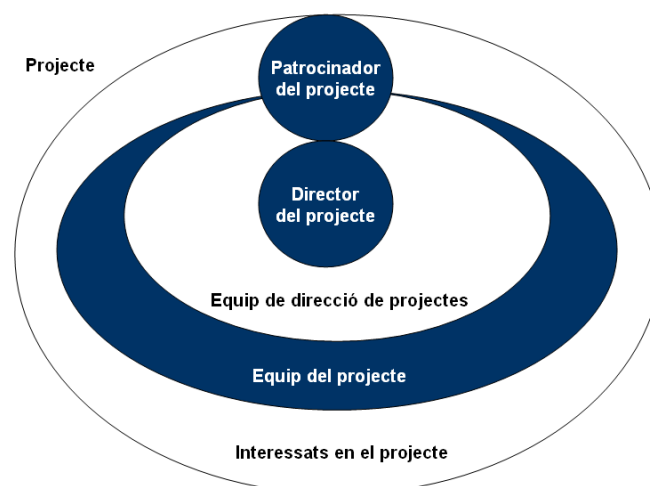 Projecte
Patrocinador
del projecte
Director
del projecte
Equip de direcció de projectes
Equip del projecte
Interessats en el projecte